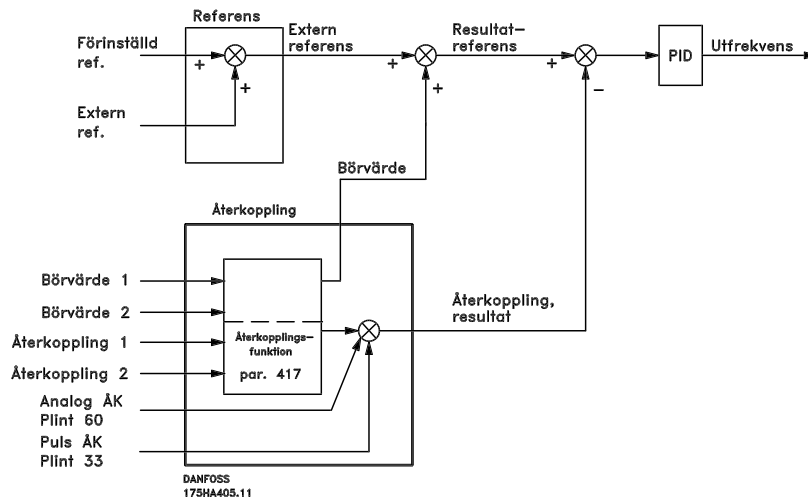 Referens
Förinställd
ref.
Extern
referens
Resultat-
referens
PID
Utfrekvens
+
+
+
+
+
-
Extern
ref.
Börvärde
Återkoppling
Börvärde 1
Börvärde 2
Återkoppling 1
Återkoppling 2
Återkopplings-
funktion
par. 417
Återkoppling,
resultat
Analog ÅK
Plint 60
Puls ÅK
Plint 33
DANFOSS
175HA405.11